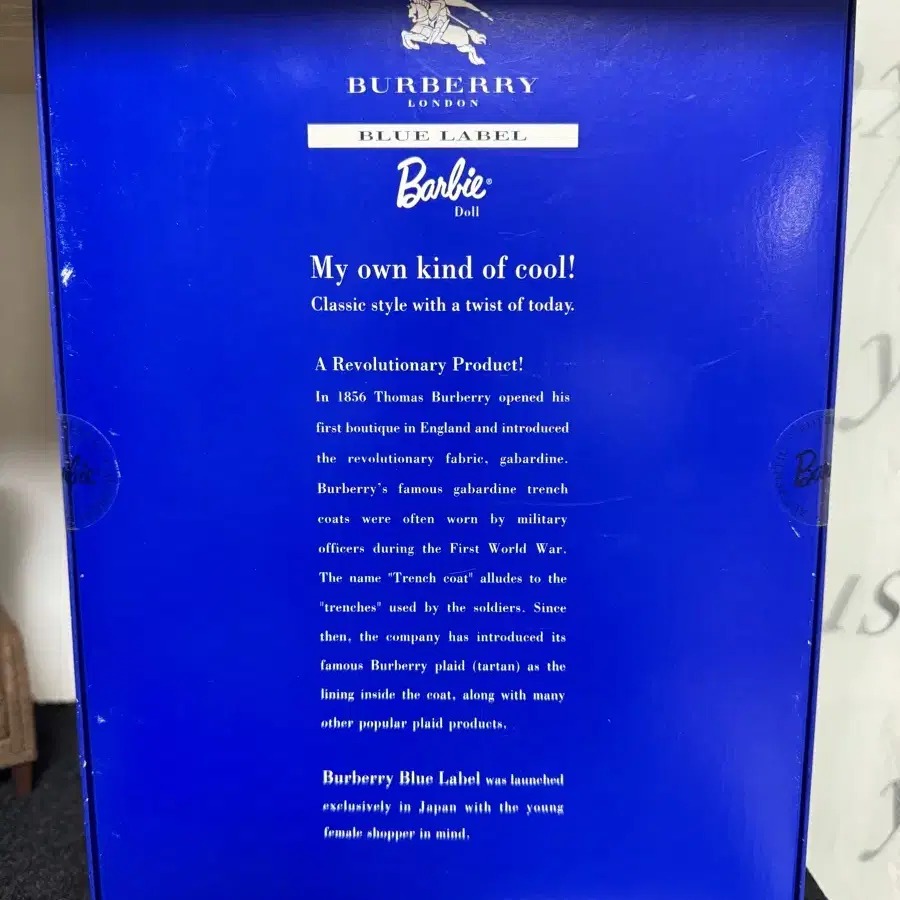 BURBERRY
LONDON
BLUE LABEL
Barbie®
Doll
My own kind of cool!
Classic style with a twist of today.
A Revolutionary Product!
In 1856 Thomas Burberry opened his
first boutique in England and introduced
the revolutionary fabric, gabardine.
Burberry's famous gabardine trench
coats were often worn by military
officers during the First World War.
The name "Trench coat" alludes to the
"trenches" used by the soldiers. Since
then, the company has introduced its
famous Burberry plaid (tartan) as the
lining inside the coat, along with many
other popular plaid products.
Burberry Blue Label was launched
exclusively in Japan with the young
female shopper in mind.